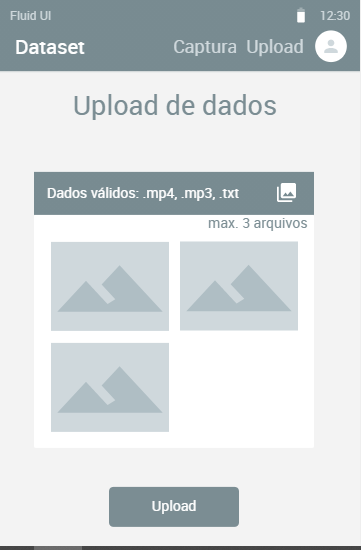 Fluid UI 12:30
Dataset Captura Upload
Upload de dados
Dados válidos: .mp4, .mp3, .txt
max. 3 arquivos
Upload